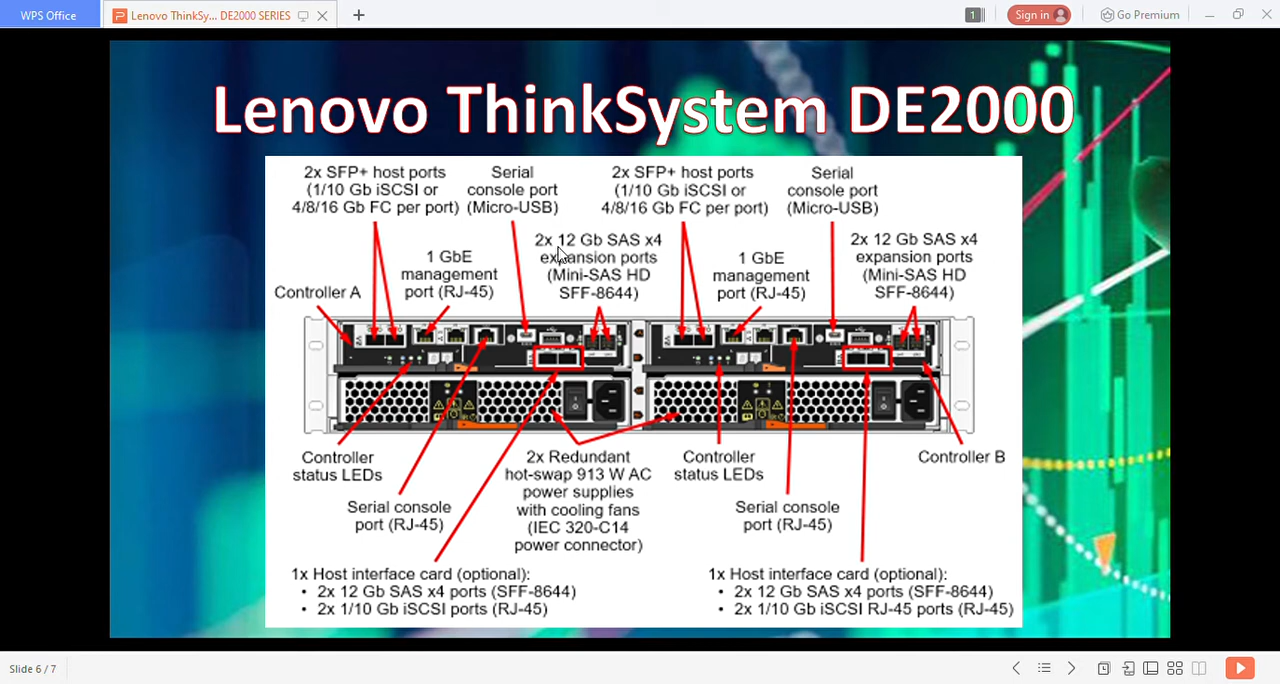 WPS Office
Lenovo ThinkSy... DE2000 SERIES
1
Sign in
Go Premium
Lenovo ThinkSystem DE2000
2x SFP+ host ports
(1/10 Gb iSCSI or
4/8/16 Gb FC per port)
Serial
console port
(Micro-USB)
2x SFP+ host ports
(1/10 Gb iSCSI or
4/8/16 Gb FC per port)
Serial
console port
(Micro-USB)
Controller A
1 GbE
management
port (RJ-45)
2x 12 Gb SAS x4
expansion ports
(Mini-SAS HD
SFF-8644)
1 GbE
management
port (RJ-45)
2x 12 Gb SAS x4
expansion ports
(Mini-SAS HD
SFF-8644)
Controller
status LEDs
Serial console
port (RJ-45)
2x Redundant
hot-swap 913 W AC
power supplies
with cooling fans
(IEC 320-C14
power connector)
Controller
status LEDs
Serial console
port (RJ-45)
Controller B
1x Host interface card (optional):
• 2x 12 Gb SAS x4 ports (SFF-8644)
• 2x 1/10 Gb iSCSI ports (RJ-45)
1x Host interface card (optional):
• 2x 12 Gb SAS x4 ports (SFF-8644)
• 2x 1/10 Gb iSCSI RJ-45 ports (RJ-45)
Slide 6 / 7